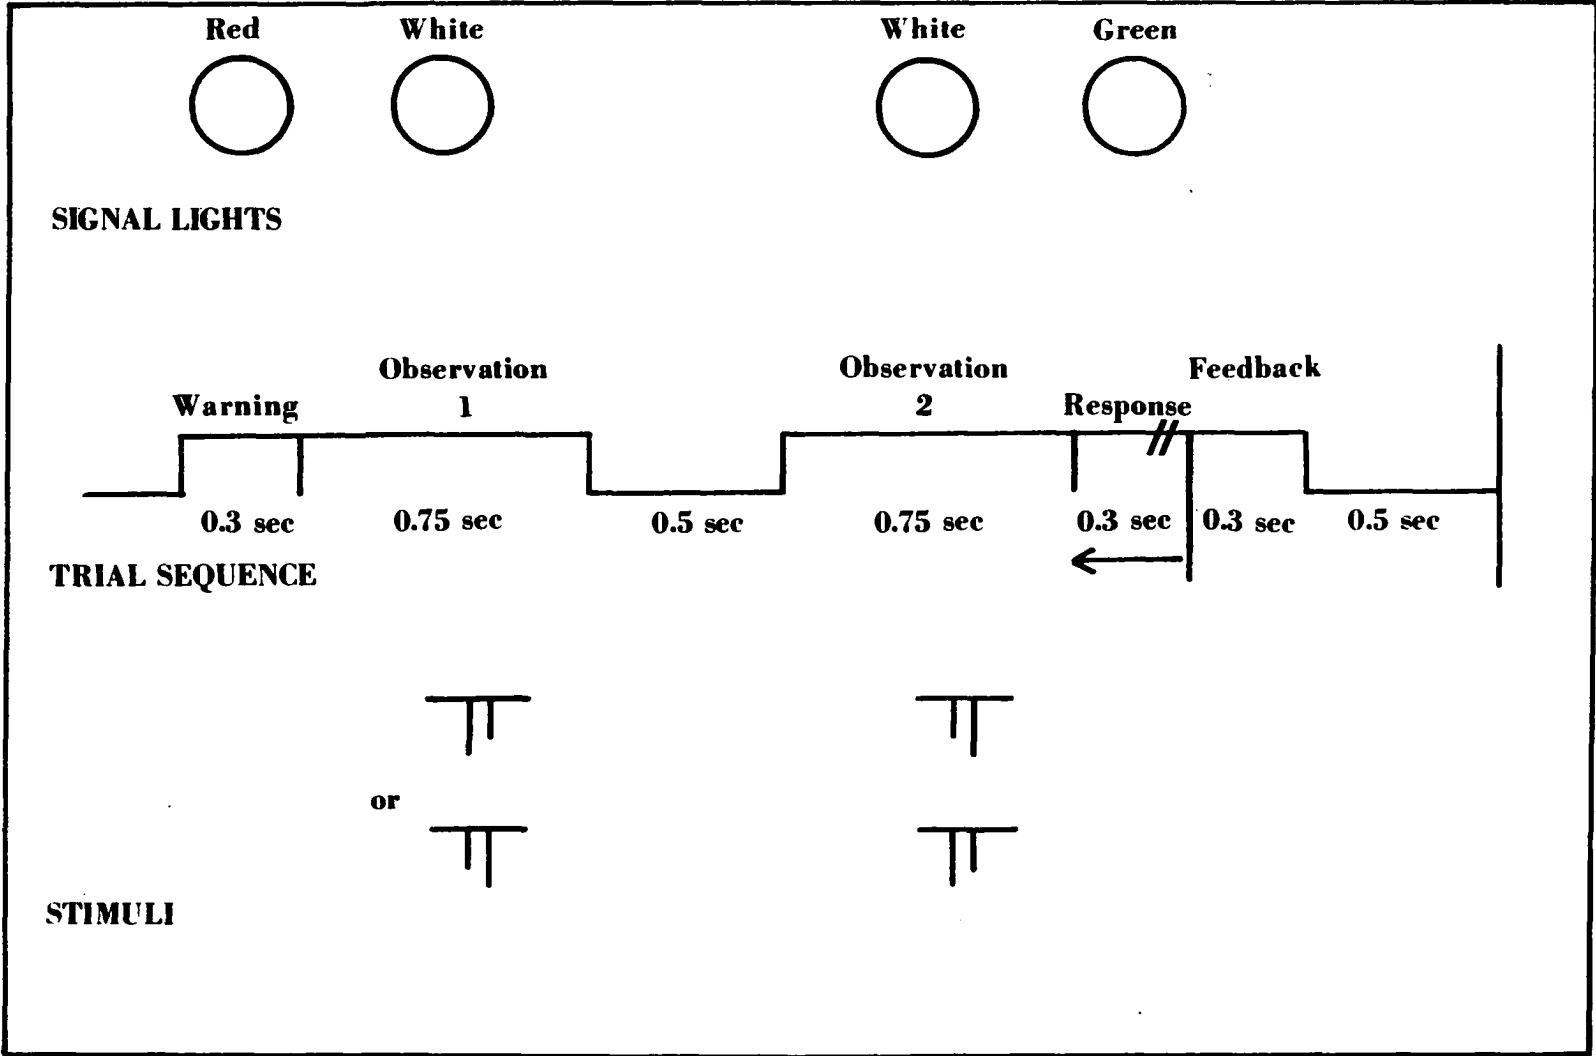 Red White White Green
SIGNAL LIGHTS
Observation Observation Feedback
Warning 1 2 Response
0.3 sec 0.75 sec 0.5 sec 0.75 sec 0.3 sec 0.3 sec 0.5 sec
TRIAL SEQUENCE
or
STIMULI